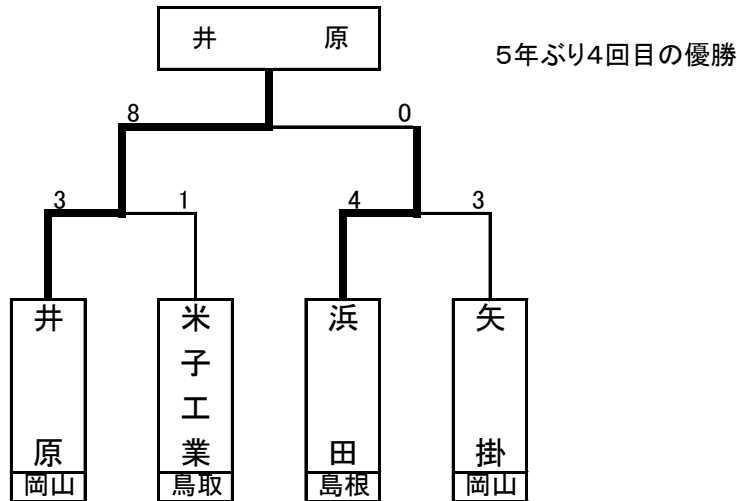 井　原
5年ぶり4回目の優勝
8 0
3 1 4 3
井原
米子工業
浜田
矢掛
岡山 鳥取 島根 岡山